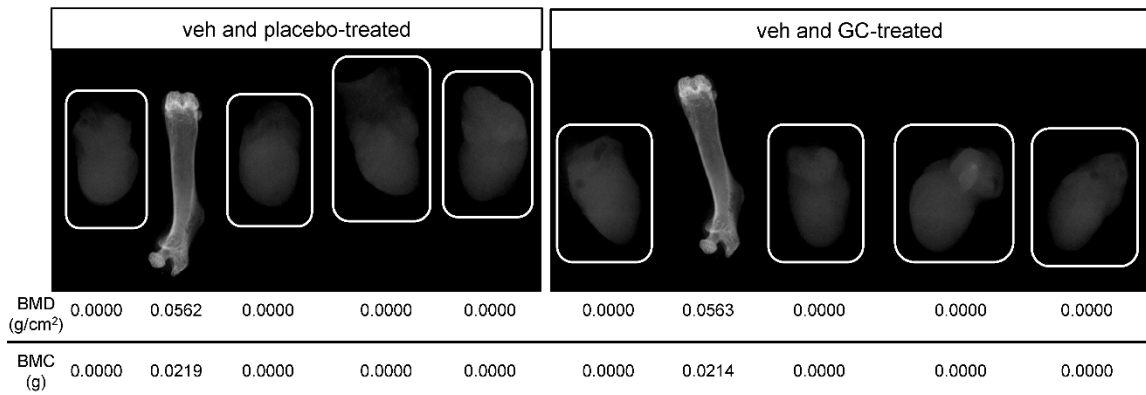 veh and placebo-treated
veh and GC-treated
BMD (g/cm²) 0.0000 0.0562 0.0000 0.0000 0.0000 0.0000 0.0563 0.0000 0.0000 0.0000
BMC (g) 0.0000 0.0219 0.0000 0.0000 0.0000 0.0000 0.0214 0.0000 0.0000 0.0000